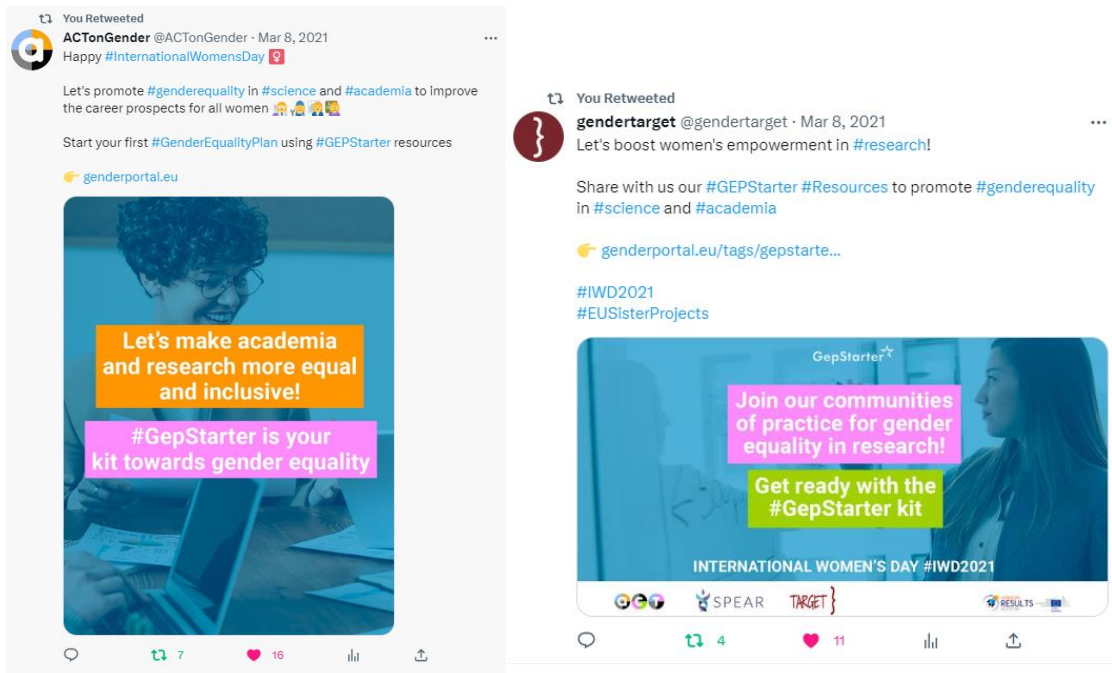 You Retweeted
ACTonGender @ACTonGender · Mar 8, 2021
Happy #InternationalWomensDay
Let's promote #genderequality in #science and #academia to improve
the career prospects for all women
Start your first #GenderEqualityPlan using #GEPStarter resources
genderportal.eu
Let's make academia
and research more equal
and inclusive!
#GepStarter is your
kit towards gender equality
7
16
You Retweeted
gendertarget @gendertarget · Mar 8, 2021
Let's boost women's empowerment in #research!
Share with us our #GEPStarter #Resources to promote #genderequality
in #science and #academia
genderportal.eu/tags/gepstarte...
#IWD2021
#EUSisterProjects
GepStarter
Join our communities
of practice for gender
equality in research!
Get ready with the
#GepStarter kit
INTERNATIONAL WOMEN'S DAY #IWD2021
act SPEAR TARGET} RESULTS
4
11